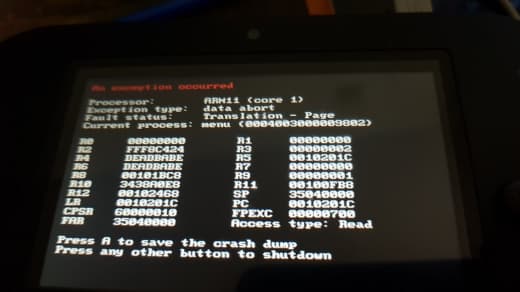 An exception occurred
Processor: ARM11 (core 1)
Exception type: data abort
Fault status: Translation - Page
Current process: menu (0004003000009802)
R0 00000000 R1 00000000
R2 FFF8C424 R3 00000002
R4 DEADBABE R5 0010201C
R6 DEADBABE R7 00000000
R8 00101BC8 R9 00000001
R10 3438A0E8 R11 00100FB8
R12 00102468 SP 35040000
LR 0010201C PC 0010201C
CPSR 60000010 FPEXC 00000700
FAR 35040000 Access type: Read
Press A to save the crash dump
Press any other button to shutdown